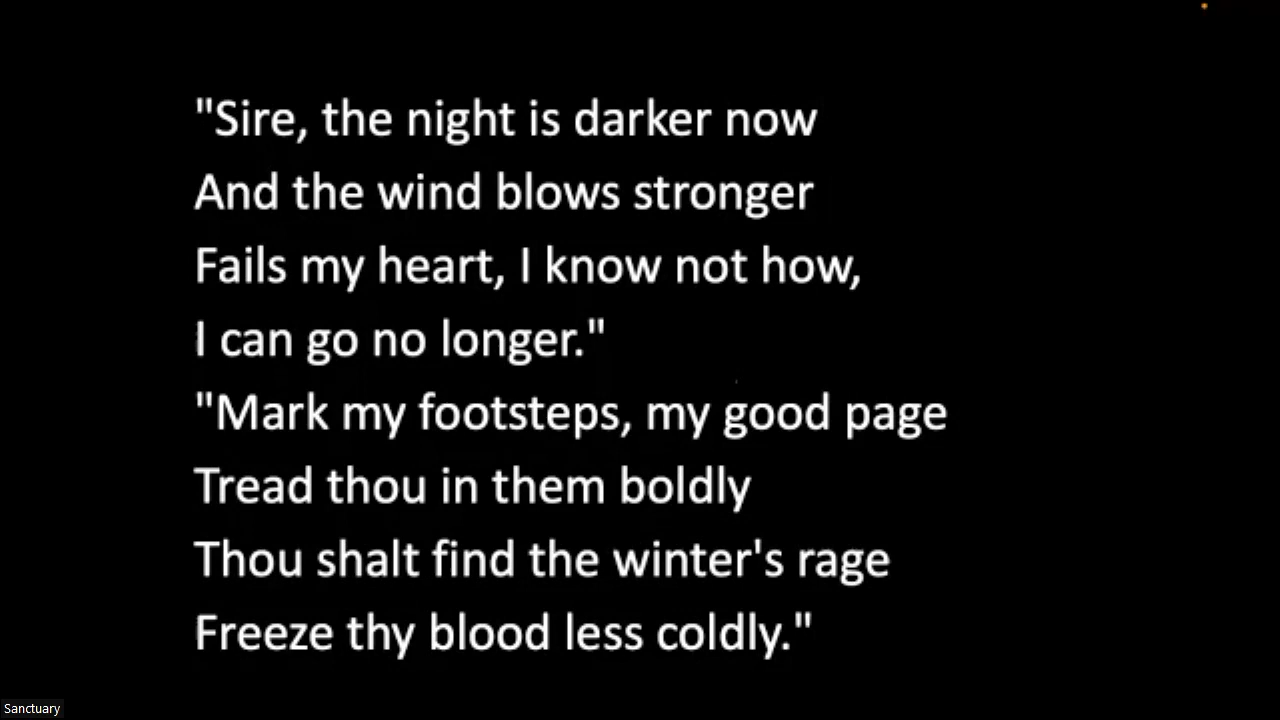 "Sire, the night is darker now
And the wind blows stronger
Fails my heart, I know not how,
I can go no longer."
"Mark my footsteps, my good page
Tread thou in them boldly
Thou shalt find the winter's rage
Freeze thy blood less coldly."
Sanctuary